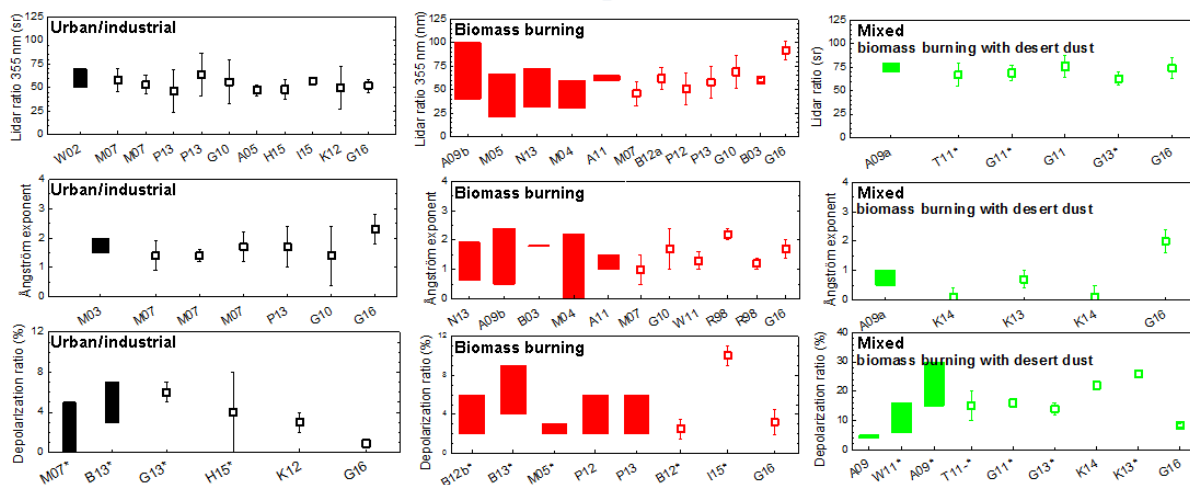 Urban/industrial
Lidar ratio 355 nm (sr)
125
100
75
50
25
0
W02 M07 M07 P13 P13 G10 A05 H15 I15 K12 G16
Biomass burning
Lidar ratio 355 nm (nm)
125
100
75
50
25
0
A09b M05 N13 M04 A11 M07 B12a P12 P13 G10 B03 G16
Mixed
biomass burning with desert dust
Lidar ratio (sr)
125
100
75
50
25
0
A09a T11* G11* G11 G13* G16
Urban/industrial
Ångström exponent
4
3
2
1
0
M03 M07 M07 M07 P13 G10 G16
Biomass burning
Ångström exponent
4
3
2
1
0
N13 A09b B03 M04 A11 M07 G10 W11 R98 R98 G16
Mixed
biomass burning with desert dust
Ångström exponent
4
3
2
1
0
A09a K14 K13 K14 G16
Urban/industrial
Depolarization ratio (%)
12
8
4
0
M07* B13* G13* H15* K12 G16
Biomass burning
Depolarization ratio (%)
12
8
4
0
B12b* B13* M05* P12 P13 B12* I15* G16
Mixed
biomass burning with desert dust
Depolarization ratio (%)
40
30
20
10
0
A09 W11* A09* T11-* G11* G13* K14 K13* G16